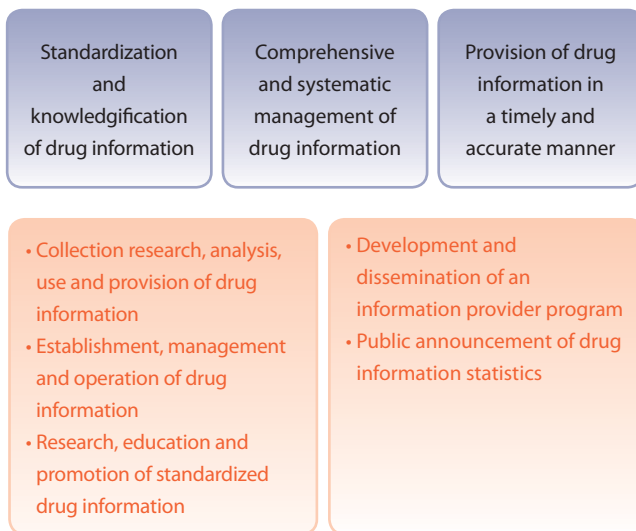 Standardization
and
knowledgification
of drug information
Comprehensive
and systematic
management of
drug information
Provision of drug
information in
a timely and
accurate manner
• Collection research, analysis,
use and provision of drug
information
• Establishment, management
and operation of drug
information
• Research, education and
promotion of standardized
drug information
• Development and
dissemination of an
information provider program
• Public announcement of drug
information statistics